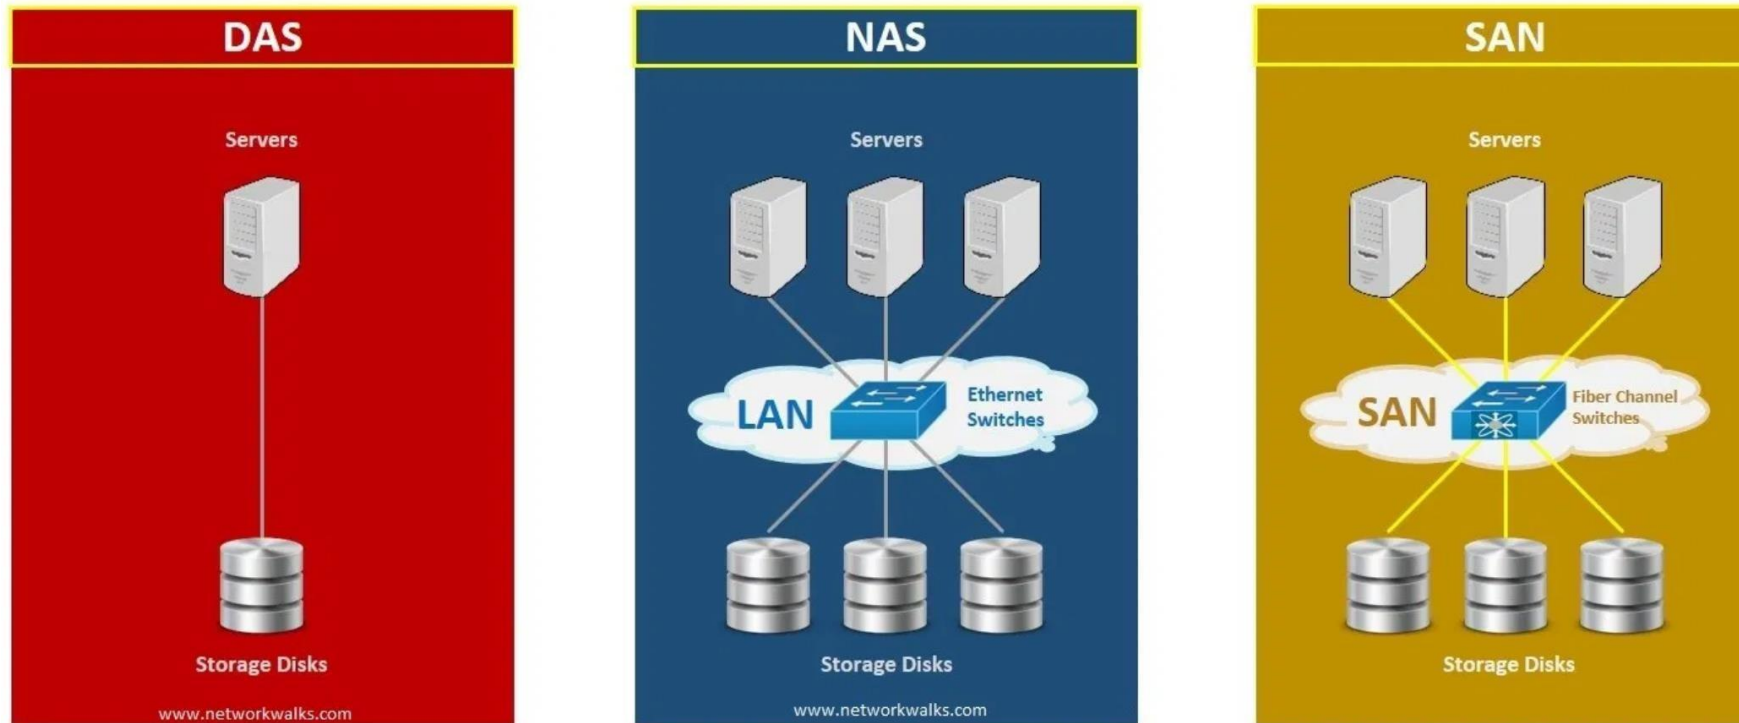 DAS
Servers
Storage Disks
www.networkwalks.com
NAS
Servers
LAN
Ethernet
Switches
Storage Disks
www.networkwalks.com
SAN
Servers
SAN
Fiber Channel
Switches
Storage Disks